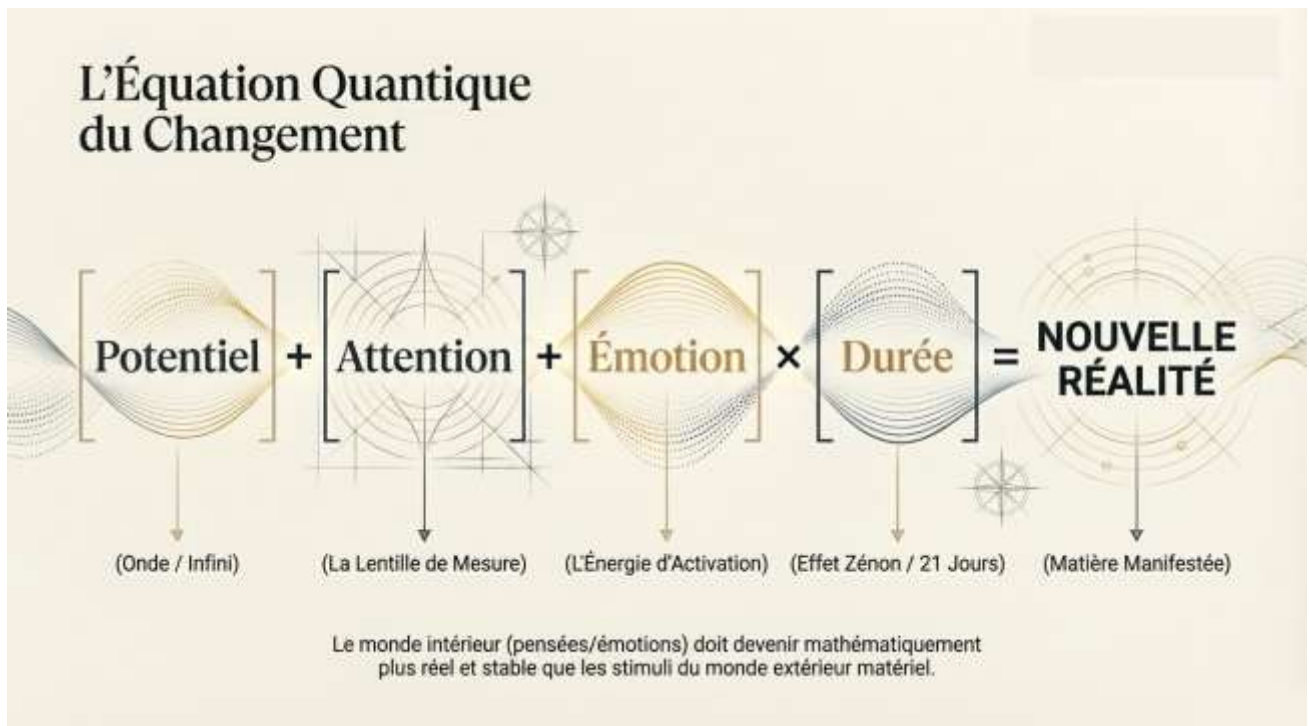 L'Équation Quantique
du Changement
Potentiel + Attention + Émotion × Durée = NOUVELLE
RÉALITÉ
(Onde / Infini) (La Lentille de Mesure) (L'Énergie d'Activation) (Effet Zénon / 21 Jours) (Matière Manifestée)
Le monde intérieur (pensées/émotions) doit devenir mathématiquement
plus réel et stable que les stimuli du monde extérieur matériel.